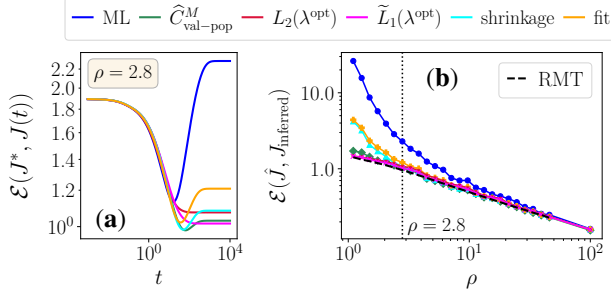 ML Ĉ^M_val−pop L₂(λ^opt) L̃₁(λ^opt) shrinkage fit
ρ = 2.8
(a)
2.2
2.0
1.8
1.6
1.4
1.2
10⁰
10⁰ 10⁴
t
ℰ(J*, J(t))
(b)
RMT
10.0
1.0
ρ = 2.8
10⁰ 10¹ 10²
ρ
ℰ(Ĵ, J_inferred)